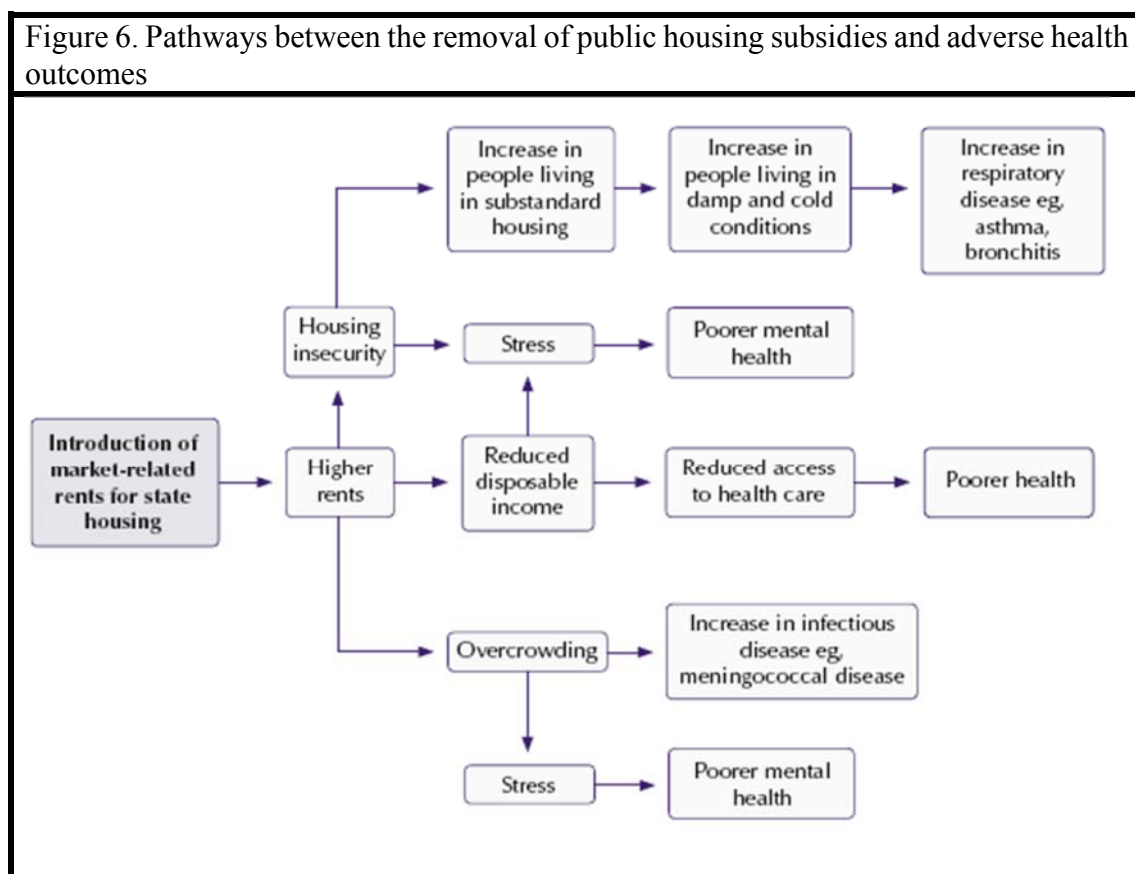 Figure 6. Pathways between the removal of public housing subsidies and adverse health
outcomes
Increase in
people living
in substandard
housing
Increase in
people living in
damp and cold
conditions
Increase in
respiratory
disease eg,
asthma,
bronchitis
Housing
insecurity
Stress
Poorer mental
health
Introduction of
market-related
rents for state
housing
Higher
rents
Reduced
disposable
income
Reduced access
to health care
Poorer health
Overcrowding
Increase in infectious
disease eg,
meningococcal disease
Stress
Poorer mental
health